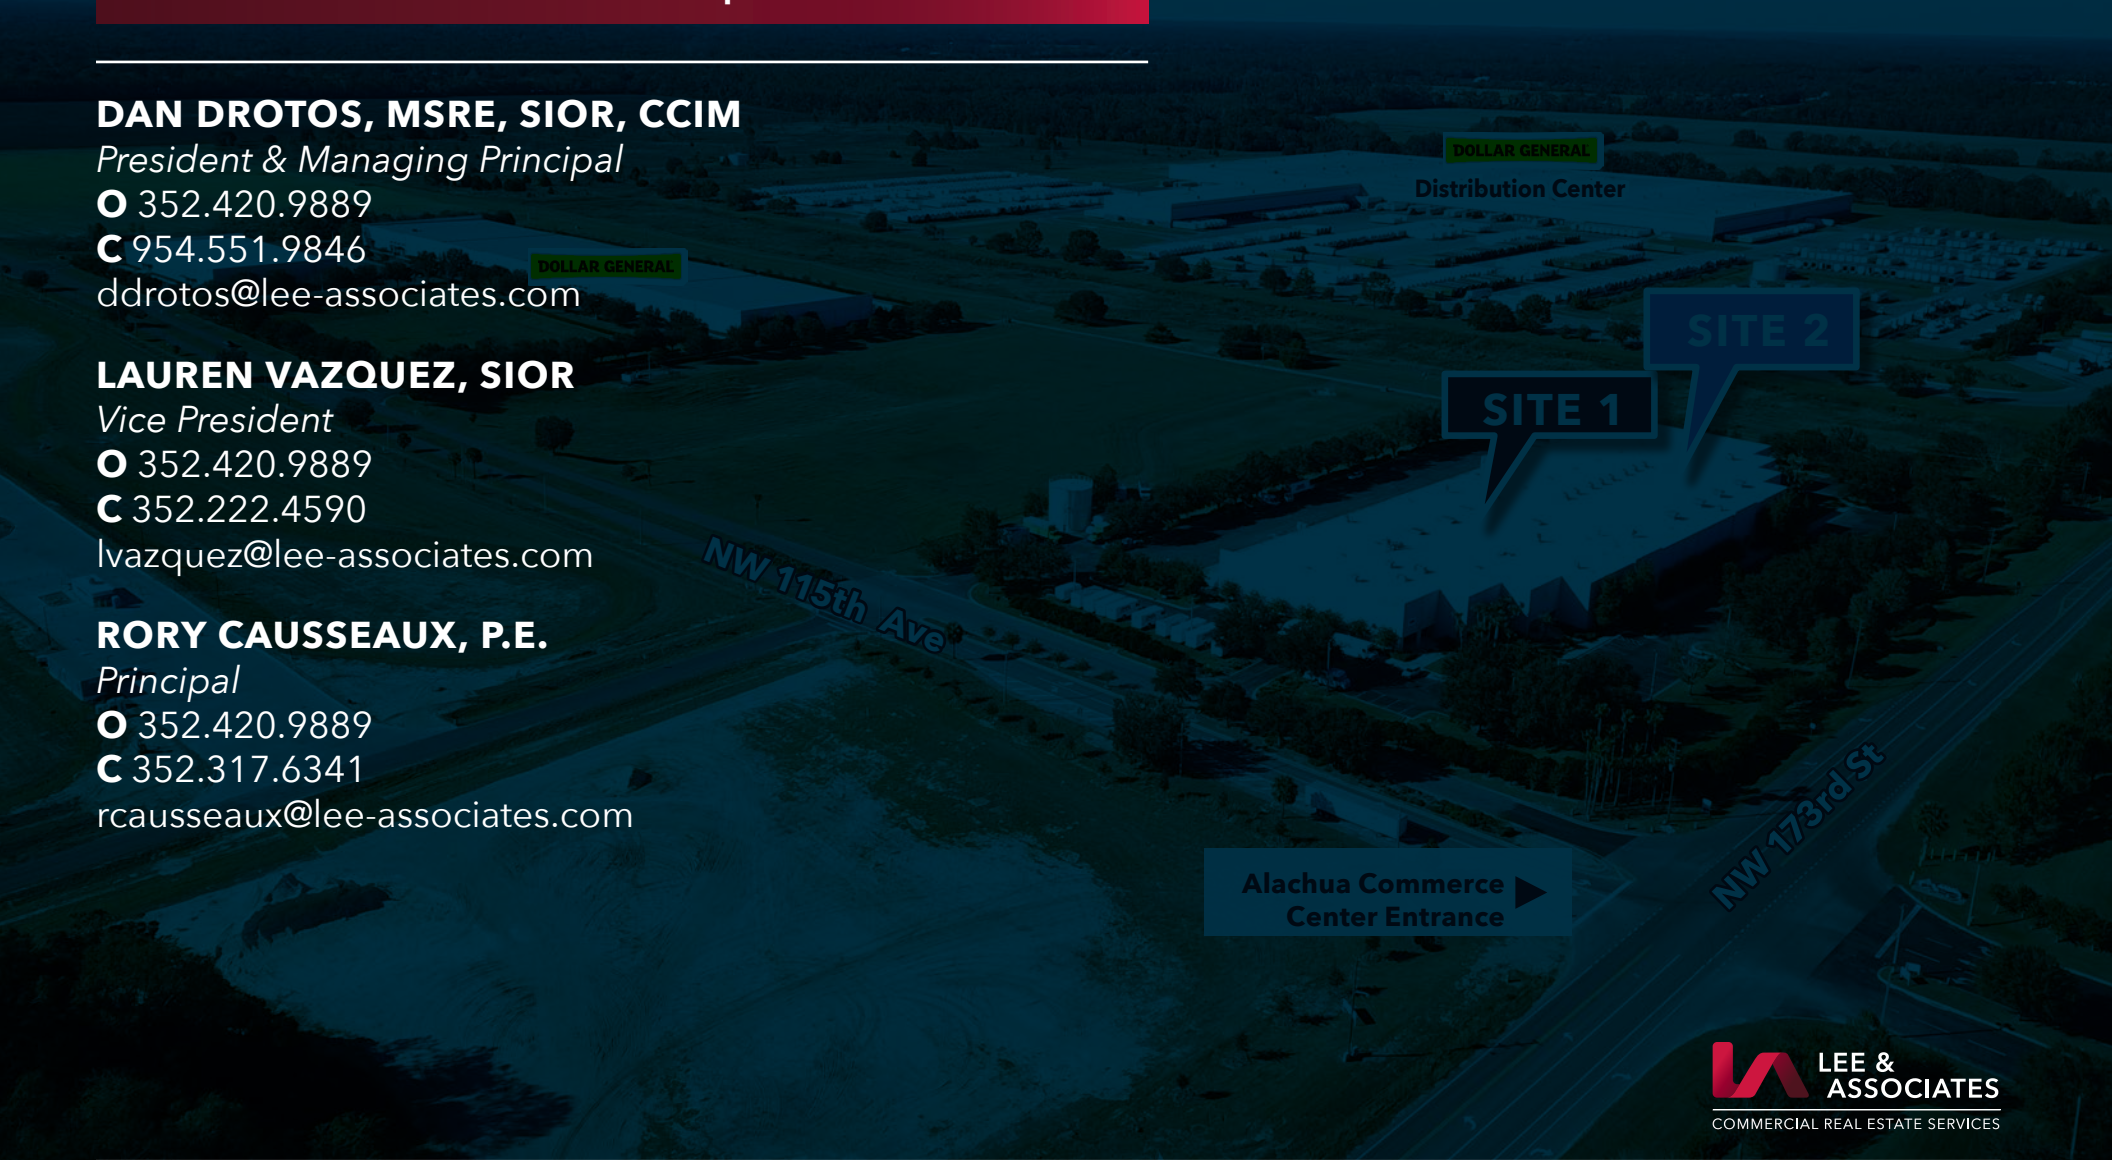 DAN DROTOS, MSRE, SIOR, CCIM
President & Managing Principal
O 352.420.9889
C 954.551.9846
ddrotos@lee-associates.com
LAUREN VAZQUEZ, SIOR
Vice President
O 352.420.9889
C 352.222.4590
lvazquez@lee-associates.com
RORY CAUSSEAUX, P.E.
Principal
O 352.420.9889
C 352.317.6341
rcausseaux@lee-associates.com
DOLLAR GENERAL
Distribution Center
DOLLAR GENERAL
SITE 2
SITE 1
NW 115th Ave
NW 173rd St
Alachua Commerce
Center Entrance
LEE &
ASSOCIATES
COMMERCIAL REAL ESTATE SERVICES